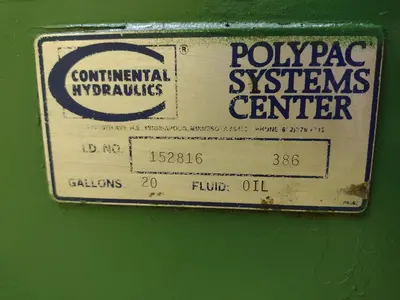 CONTINENTAL
HYDRAULICS
®
POLYPAC
SYSTEMS
CENTER
I.D. NO. 152816 386
GALLONS 20 FLUID: OIL